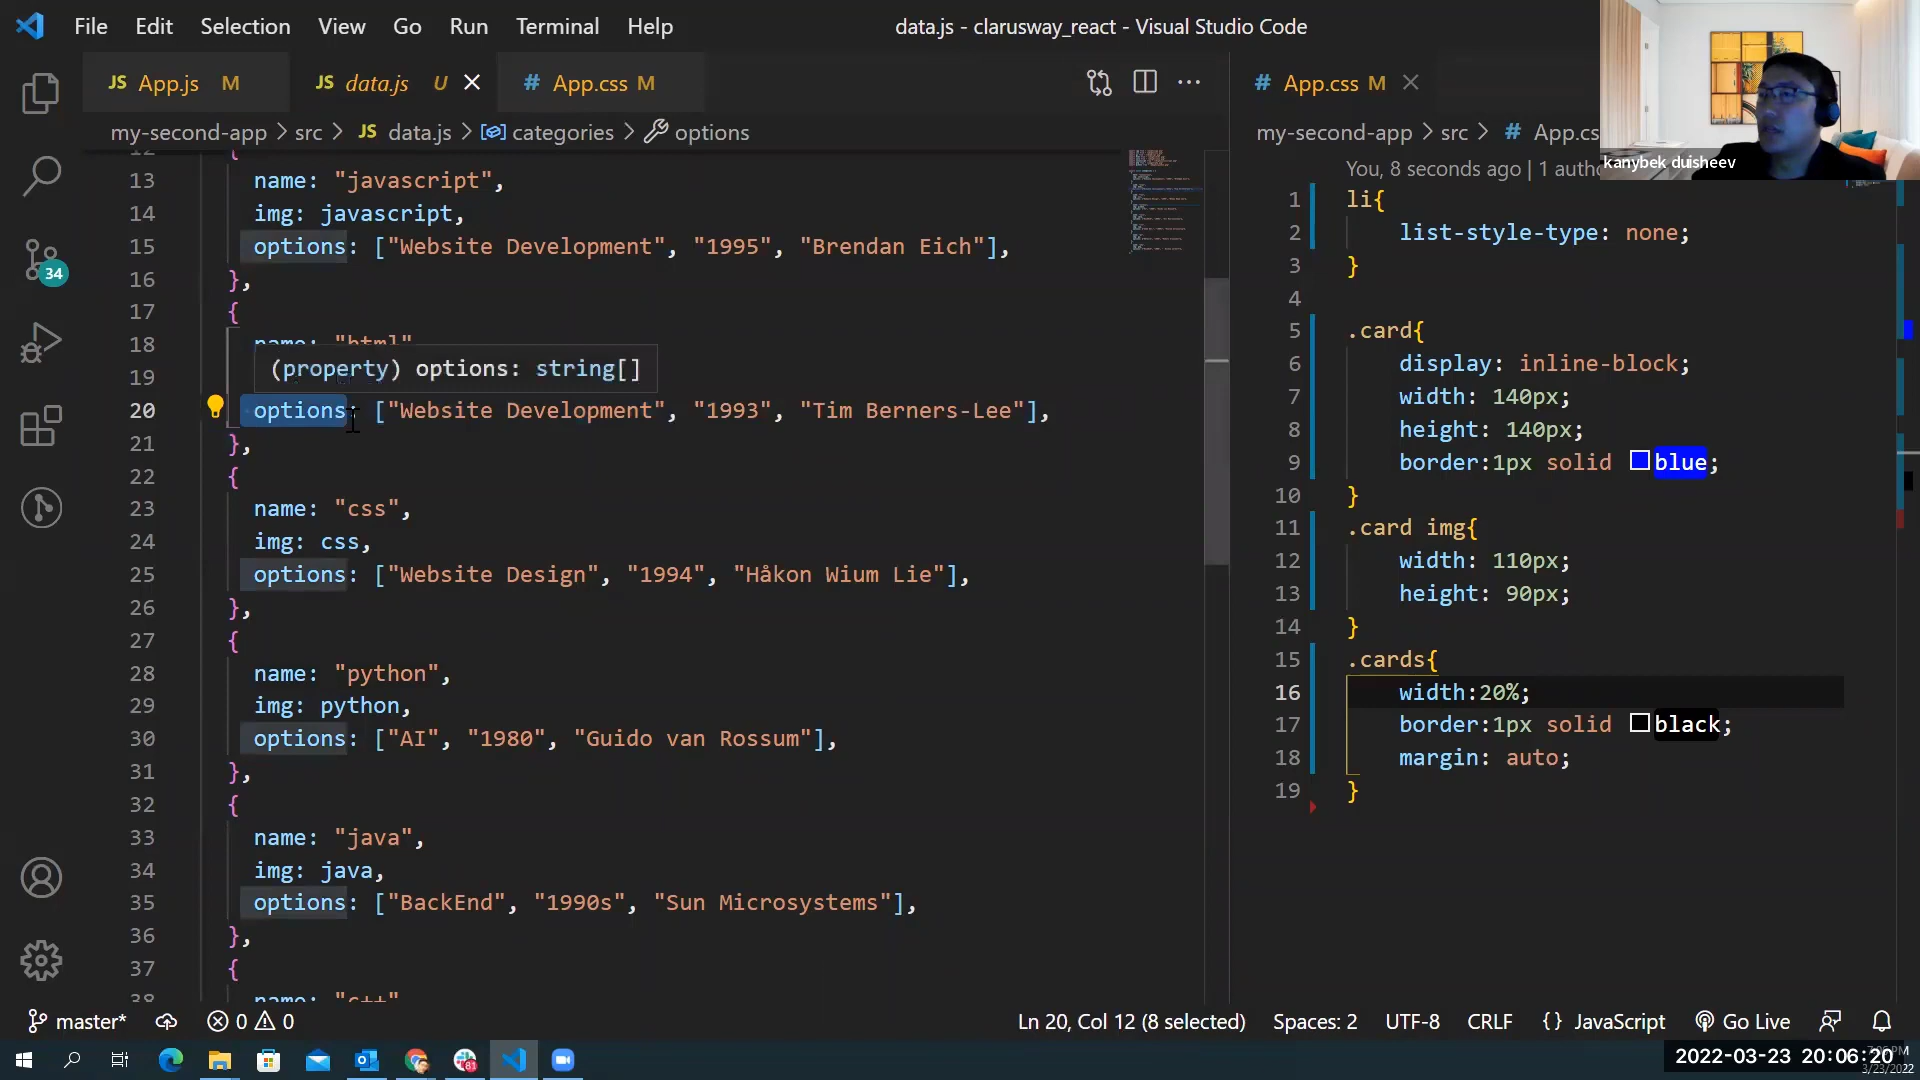 File Edit Selection View Go Run Terminal Help
data.js - clarusway_react - Visual Studio Code
JS App.js M
JS data.js U
# App.css M
# App.css M
my-second-app > src > JS data.js > categories > options
my-second-app > src > # App.cs
kanybek duisheev
You, 8 seconds ago | 1 autho
12 {
13 name: "javascript",
14 img: javascript,
15 options: ["Website Development", "1995", "Brendan Eich"],
16 },
17 {
18 name: "html"
19
(property) options: string[]
20 options: ["Website Development", "1993", "Tim Berners-Lee"],
21 },
22 {
23 name: "css",
24 img: css,
25 options: ["Website Design", "1994", "Håkon Wium Lie"],
26 },
27 {
28 name: "python",
29 img: python,
30 options: ["AI", "1980", "Guido van Rossum"],
31 },
32 {
33 name: "java",
34 img: java,
35 options: ["BackEnd", "1990s", "Sun Microsystems"],
36 },
37 {
38 name: "c++"
1 li{
2 list-style-type: none;
3 }
4
5 .card{
6 display: inline-block;
7 width: 140px;
8 height: 140px;
9 border:1px solid blue;
10 }
11 .card img{
12 width: 110px;
13 height: 90px;
14 }
15 .cards{
16 width:20%;
17 border:1px solid black;
18 margin: auto;
19 }
34
master* 0 0
Ln 20, Col 12 (8 selected) Spaces: 2 UTF-8 CRLF {} JavaScript Go Live
81
2022-03-23 20:06:20
3/23/2022